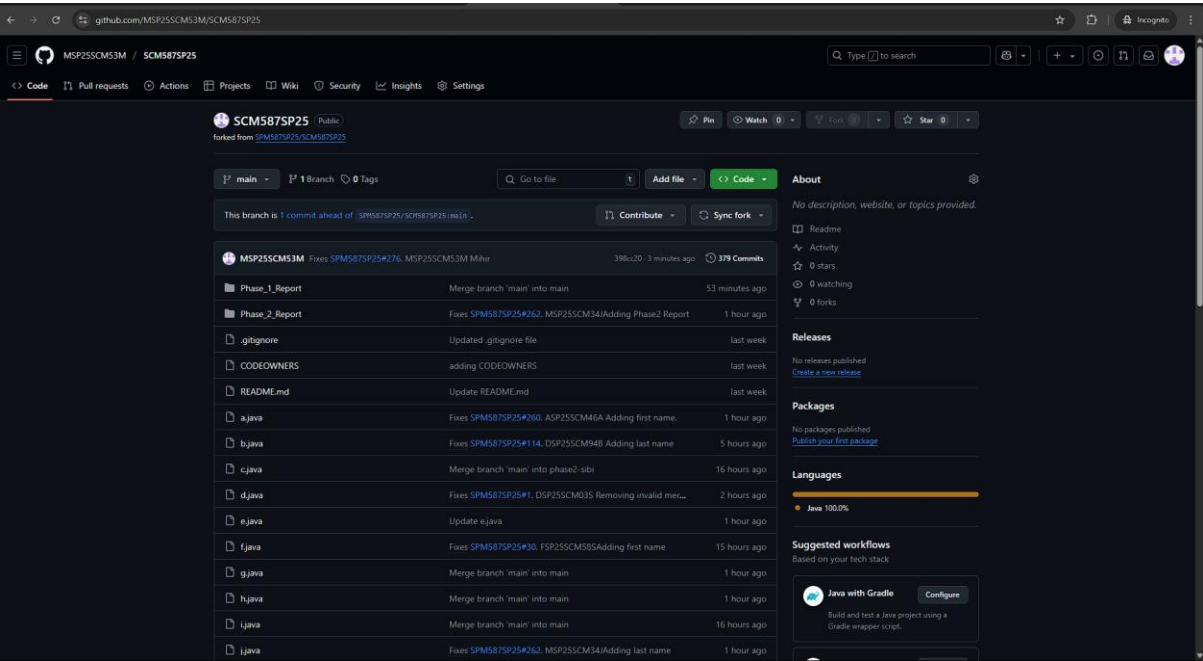 github.com/MSP25SCM53M/SCM587SP25
Incognito
MSP25SCM53M / SCM587SP25
Type / to search
Code Pull requests Actions Projects Wiki Security Insights Settings
SCM587SP25 Public
Pin Watch 0 Fork 0 Star 0
forked from SPM587SP25/SCM587SP25
main 1 Branch 0 Tags
Go to file t Add file Code
This branch is 1 commit ahead of SPM587SP25/SCM587SP25:main .
Contribute Sync fork
MSP25SCM53M Fixes SPM587SP25#276. MSP25SCM53M Mihir 398cc20 · 3 minutes ago 379 Commits
Phase_1_Report Merge branch 'main' into main 53 minutes ago
Phase_2_Report Fixes SPM587SP25#262. MSP25SCM34JAdding Phase2 Report 1 hour ago
.gitignore Updated .gitignore file last week
CODEOWNERS adding CODEOWNERS last week
README.md Update README.md last week
a.java Fixes SPM587SP25#260. ASP25SCM46A Adding first name. 1 hour ago
b.java Fixes SPM587SP25#114. DSP25SCM94B Adding last name 5 hours ago
c.java Merge branch 'main' into phase2-sibi 16 hours ago
d.java Fixes SPM587SP25#1. DSP25SCM03S Removing invalid mer... 2 hours ago
e.java Update e.java 1 hour ago
f.java Fixes SPM587SP25#30. FSP25SCM58SAdding first name 15 hours ago
g.java Merge branch 'main' into main 1 hour ago
h.java Merge branch 'main' into main 1 hour ago
i.java Merge branch 'main' into main 16 hours ago
j.java Fixes SPM587SP25#262. MSP25SCM34JAdding last name 1 hour ago
About
No description, website, or topics provided.
Readme
Activity
0 stars
0 watching
0 forks
Releases
No releases published
Create a new release
Packages
No packages published
Publish your first package
Languages
Java 100.0%
Suggested workflows
Based on your tech stack
Java with Gradle Configure
Build and test a Java project using a
Gradle wrapper script.